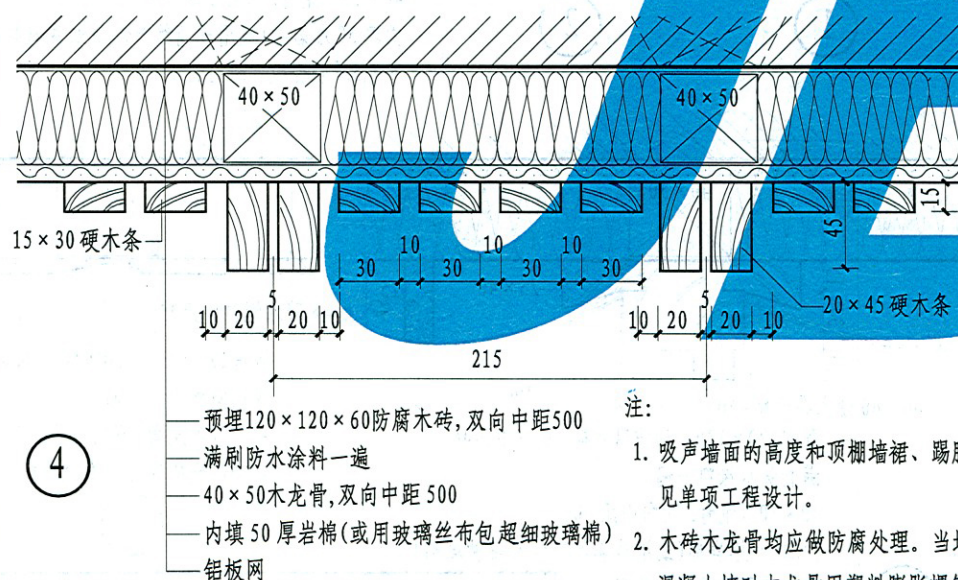 40×50
40×50
15×30硬木条
15
45
10
10
10
30
30
30
30
20×45硬木条
10
20
5
20
10
10
20
5
20
10
215
预埋120×120×60防腐木砖,双向中距500
满刷防水涂料一遍
40×50木龙骨,双向中距500
内填50厚岩棉(或用玻璃丝布包超细玻璃棉)
铝板网
4
注:
1. 吸声墙面的高度和顶棚墙裙、踢
见单项工程设计。
2. 木砖木龙骨均应做防腐处理。当